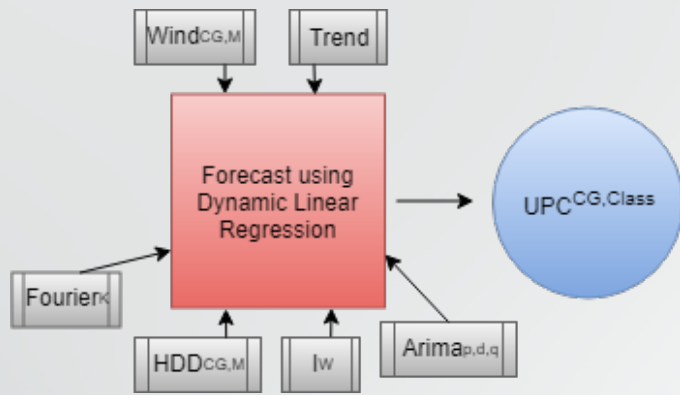 WindCG,M
Trend
Forecast using
Dynamic Linear
Regression
UPCCG,Class
FourierK
HDDCG,M
IW
Arimap,d,q